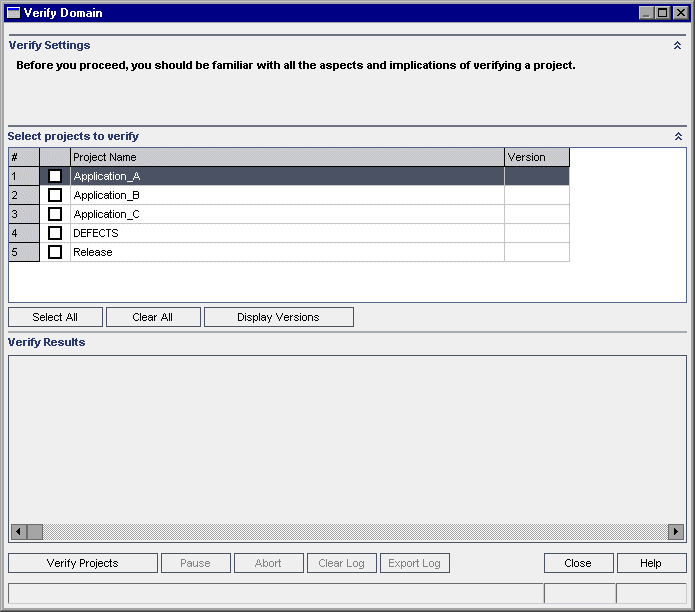 Verify Domain
Verify Settings
Before you proceed, you should be familiar with all the aspects and implications of verifying a project.
Select projects to verify
# Project Name Version
1 Application_A
2 Application_B
3 Application_C
4 DEFECTS
5 Release
Select All Clear All Display Versions
Verify Results
Verify Projects Pause Abort Clear Log Export Log Close Help